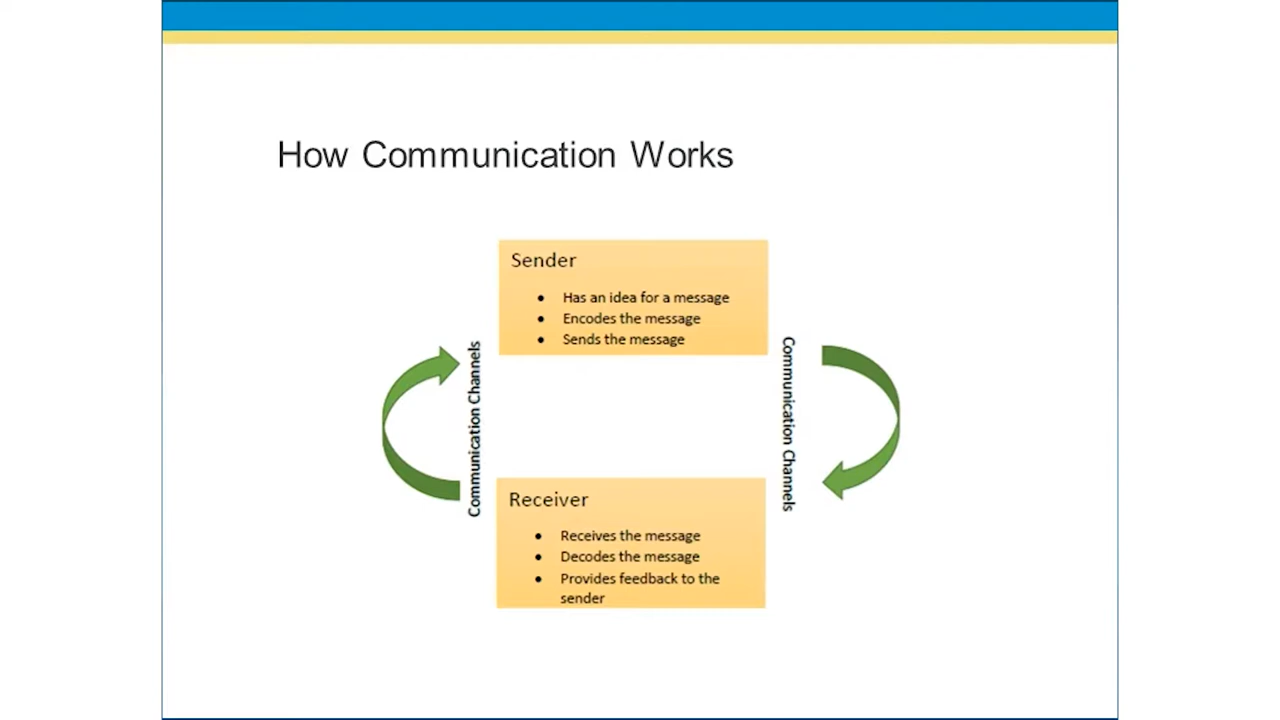 How Communication Works
Sender
• Has an idea for a message
• Encodes the message
• Sends the message
Communication Channels
Communication Channels
Receiver
• Receives the message
• Decodes the message
• Provides feedback to the
sender